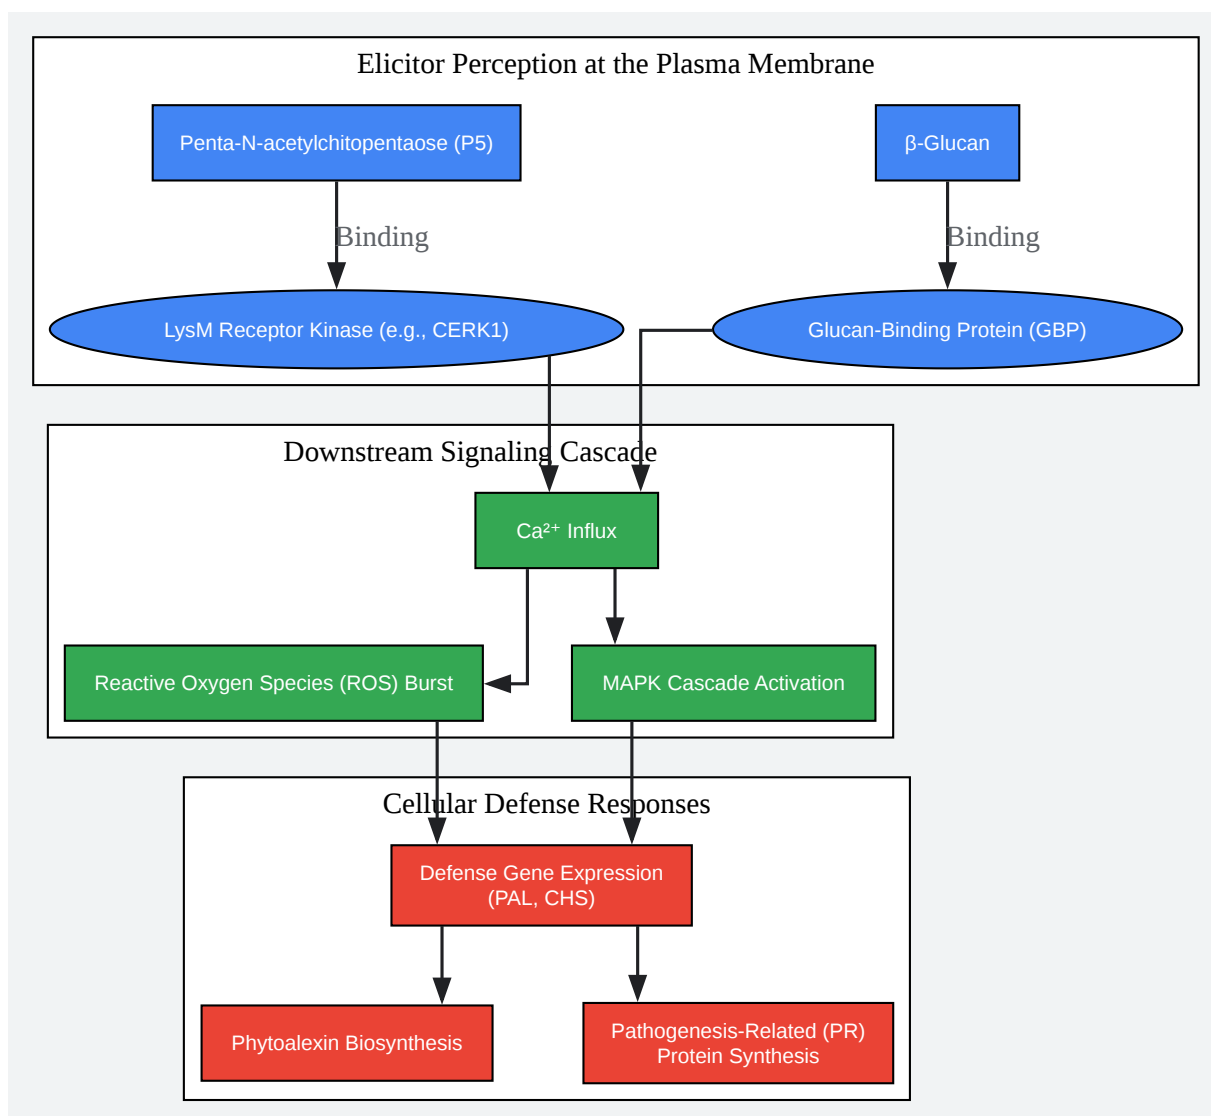 Elicitor Perception at the Plasma Membrane
Penta-N-acetylchitopentaose (P5)
β-Glucan
Binding
Binding
LysM Receptor Kinase (e.g., CERK1)
Glucan-Binding Protein (GBP)
Downstream Signaling Cascade
Ca²⁺ Influx
Reactive Oxygen Species (ROS) Burst
MAPK Cascade Activation
Cellular Defense Responses
Defense Gene Expression
(PAL, CHS)
Phytoalexin Biosynthesis
Pathogenesis-Related (PR)
Protein Synthesis